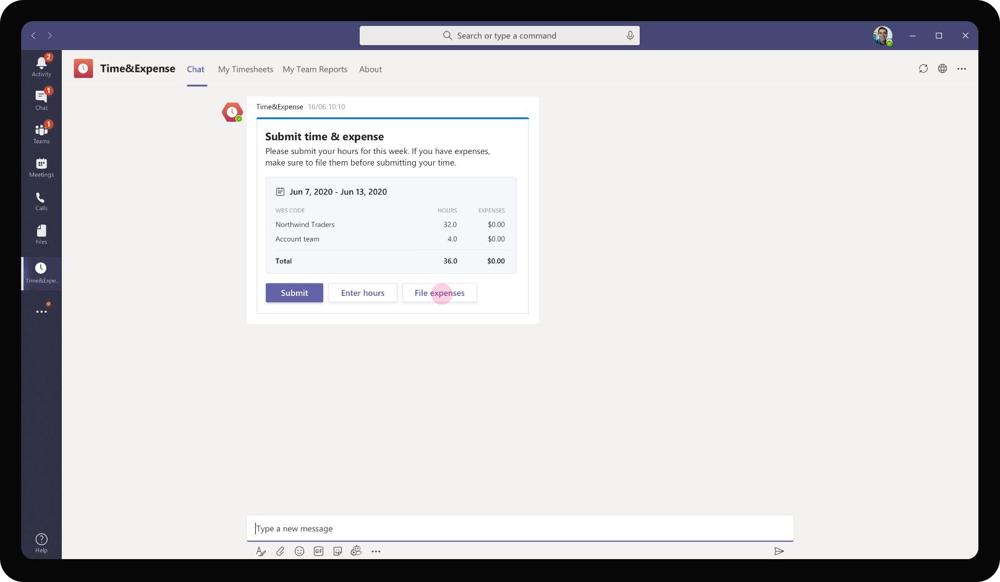 Search or type a command
2
Activity
1
Chat
1
Teams
Meetings
Calls
Files
Time&Expe..
Help
Time&Expense Chat My Timesheets My Team Reports About
Time&Expense 16/06 10:10
Submit time & expense
Please submit your hours for this week. If you have expenses,
make sure to file them before submitting your time.
Jun 7, 2020 - Jun 13, 2020
WBS CODE HOURS EXPENSES
Northwind Traders 32.0 $0.00
Account team 4.0 $0.00
Total 36.0 $0.00
Submit Enter hours File expenses
Type a new message
GIF